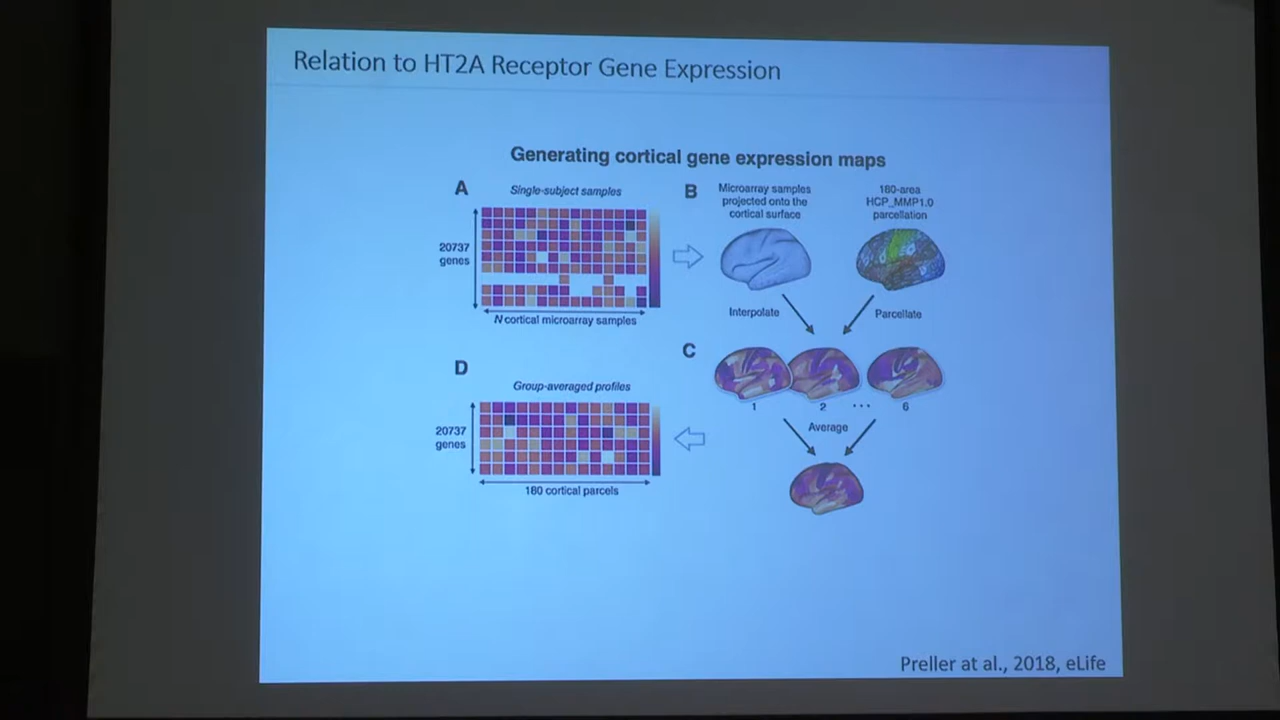 Relation to HT2A Receptor Gene Expression
Generating cortical gene expression maps
A
Single-subject samples
20737
genes
N cortical microarray samples
B
Microarray samples
projected onto the
cortical surface
180-area
HCP_MMP1.0
parcellation
Interpolate
Parcellate
C
1
2
...
6
Average
D
Group-averaged profiles
20737
genes
180 cortical parcels
Preller at al., 2018, eLife